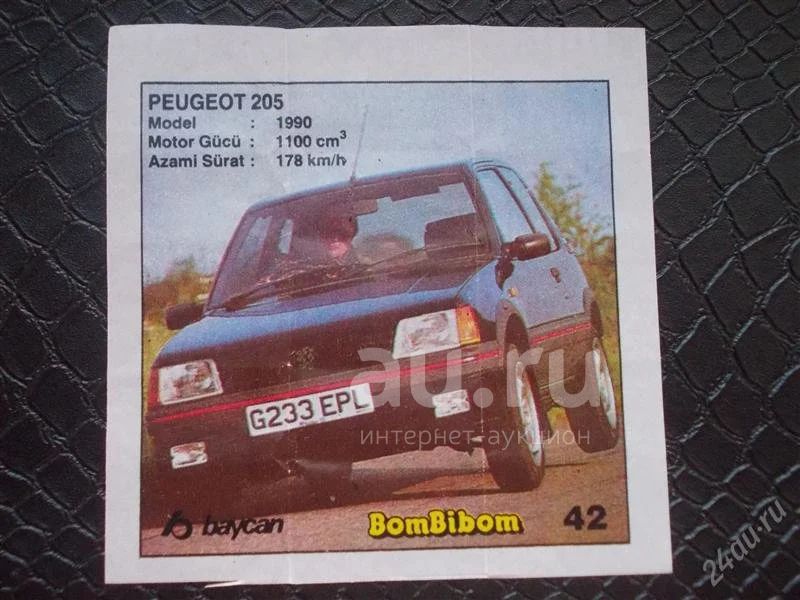 PEUGEOT 205
Model : 1990
Motor Gücü : 1100 cm³
Azami Sürat : 178 km/h
au.ru
интернет-аукцион
G233 EPL
baycan
BomBibom
42
24au.ru